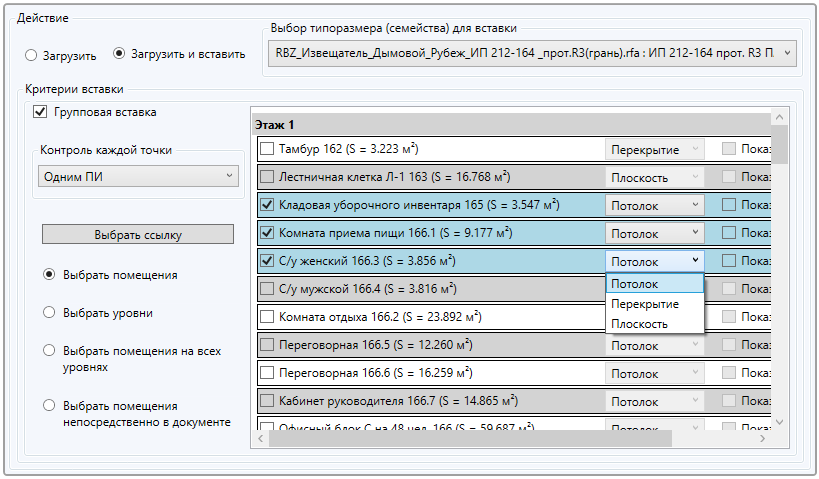 Действие
Загрузить
Загрузить и вставить
Выбор типоразмера (семейства) для вставки
RBZ_Извещатель_Дымовой_Рубеж_ИП 212-164 _прот.R3(грань).rfa : ИП 212-164 прот. R3 П
Критерии вставки
Групповая вставка
Контроль каждой точки
Одним ПИ
Выбрать ссылку
Выбрать помещения
Выбрать уровни
Выбрать помещения на всех
уровнях
Выбрать помещения
непосредственно в документе
Этаж 1
Тамбур 162 (S = 3.223 м²) Перекрытие Показ
Лестничная клетка Л-1 163 (S = 16.768 м²) Плоскость Показ
Кладовая уборочного инвентаря 165 (S = 3.547 м²) Потолок Показ
Комната приема пищи 166.1 (S = 9.177 м²) Потолок Показ
С/у женский 166.3 (S = 3.856 м²) Потолок Показ
Потолок
Перекрытие
Плоскость
С/у мужской 166.4 (S = 3.816 м²) Показ
Комната отдыха 166.2 (S = 23.892 м²) Показ
Переговорная 166.5 (S = 12.260 м²) Потолок Показ
Переговорная 166.6 (S = 16.259 м²) Потолок Показ
Кабинет руководителя 166.7 (S = 14.865 м²) Потолок Показ
Офисный блок С на 48 чел. 166 (S = 59.687 м²) Потолок Показ